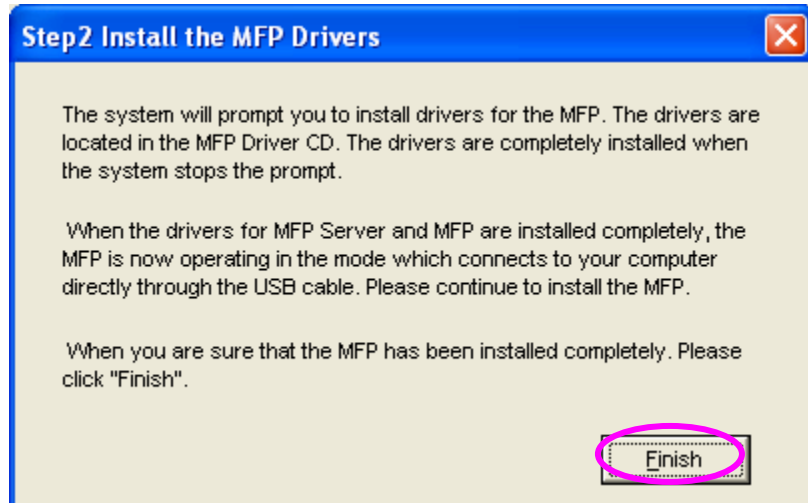 Step2 Install the MFP Drivers
The system will prompt you to install drivers for the MFP. The drivers are
located in the MFP Driver CD. The drivers are completely installed when
the system stops the prompt.
When the drivers for MFP Server and MFP are installed completely, the
MFP is now operating in the mode which connects to your computer
directly through the USB cable. Please continue to install the MFP.
When you are sure that the MFP has been installed completely. Please
click "Finish".
Finish